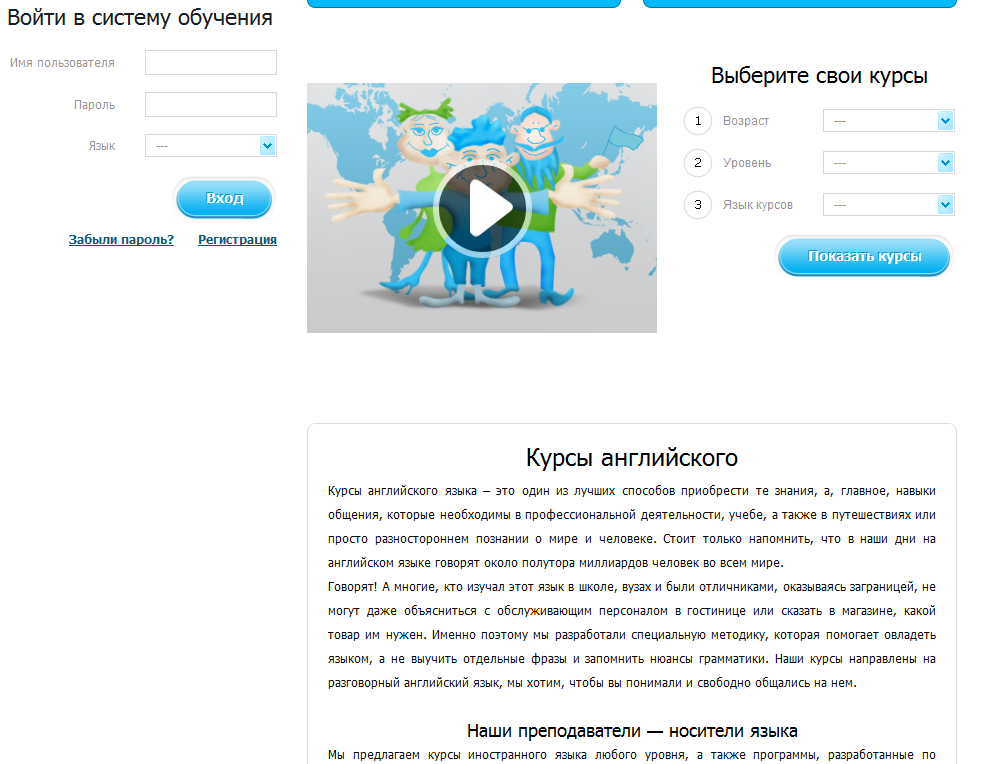 Войти в систему обучения
Имя пользователя
Пароль
Язык
---
Вход
Забыли пароль? Регистрация
Выберите свои курсы
1 Возраст ---
2 Уровень ---
3 Язык курсов ---
Показать курсы
Курсы английского
Курсы английского языка – это один из лучших способов приобрести те знания, а, главное, навыки
общения, которые необходимы в профессиональной деятельности, учебе, а также в путешествиях или
просто разностороннем познании о мире и человеке. Стоит только напомнить, что в наши дни на
английском языке говорят около полутора миллиардов человек во всем мире.
Говорят! А многие, кто изучал этот язык в школе, вузах и были отличниками, оказываясь заграницей, не
могут даже объясниться с обслуживающим персоналом в гостинице или сказать в магазине, какой
товар им нужен. Именно поэтому мы разработали специальную методику, которая помогает овладеть
языком, а не выучить отдельные фразы и запомнить нюансы грамматики. Наши курсы направлены на
разговорный английский язык, мы хотим, чтобы вы понимали и свободно общались на нем.
Наши преподаватели — носители языка
Мы предлагаем курсы иностранного языка любого уровня, а также программы, разработанные по